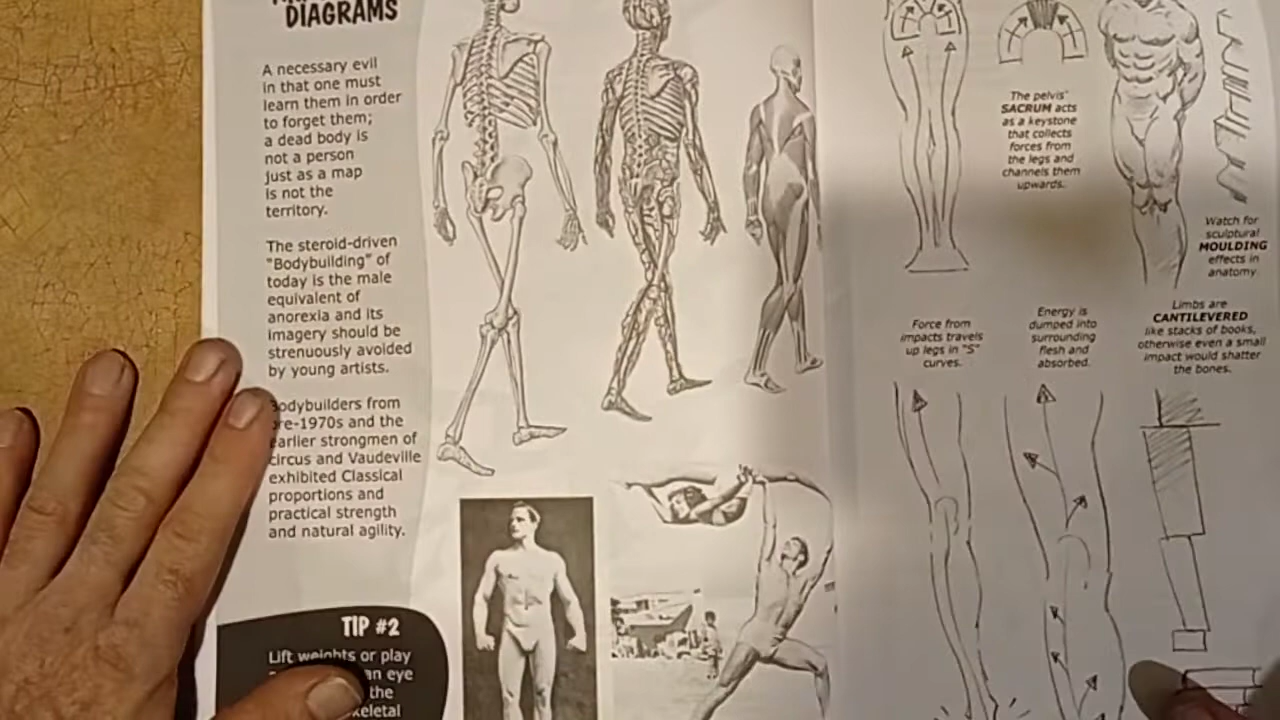 DIAGRAMS
A necessary evil
in that one must
learn them in order
to forget them;
a dead body is
not a person
just as a map
is not the
territory.
The steroid-driven
"Bodybuilding" of
today is the male
equivalent of
anorexia and its
imagery should be
strenuously avoided
by young artists.
Bodybuilders from
pre-1970s and the
earlier strongmen of
circus and Vaudeville
exhibited Classical
proportions and
practical strength
and natural agility.
TIP #2
Lift weights or play
an eye
the
The pelvis'
SACRUM acts
as a keystone
that collects
forces from
the legs and
channels them
upwards.
Watch for
sculptural
MOULDING
effects in
anatomy.
Force from
impacts travels
up legs in "S"
curves.
Energy is
dumped into
surrounding
flesh and
absorbed.
Limbs are
CANTILEVERED
like stacks of books,
otherwise even a small
impact would shatter
the bones.